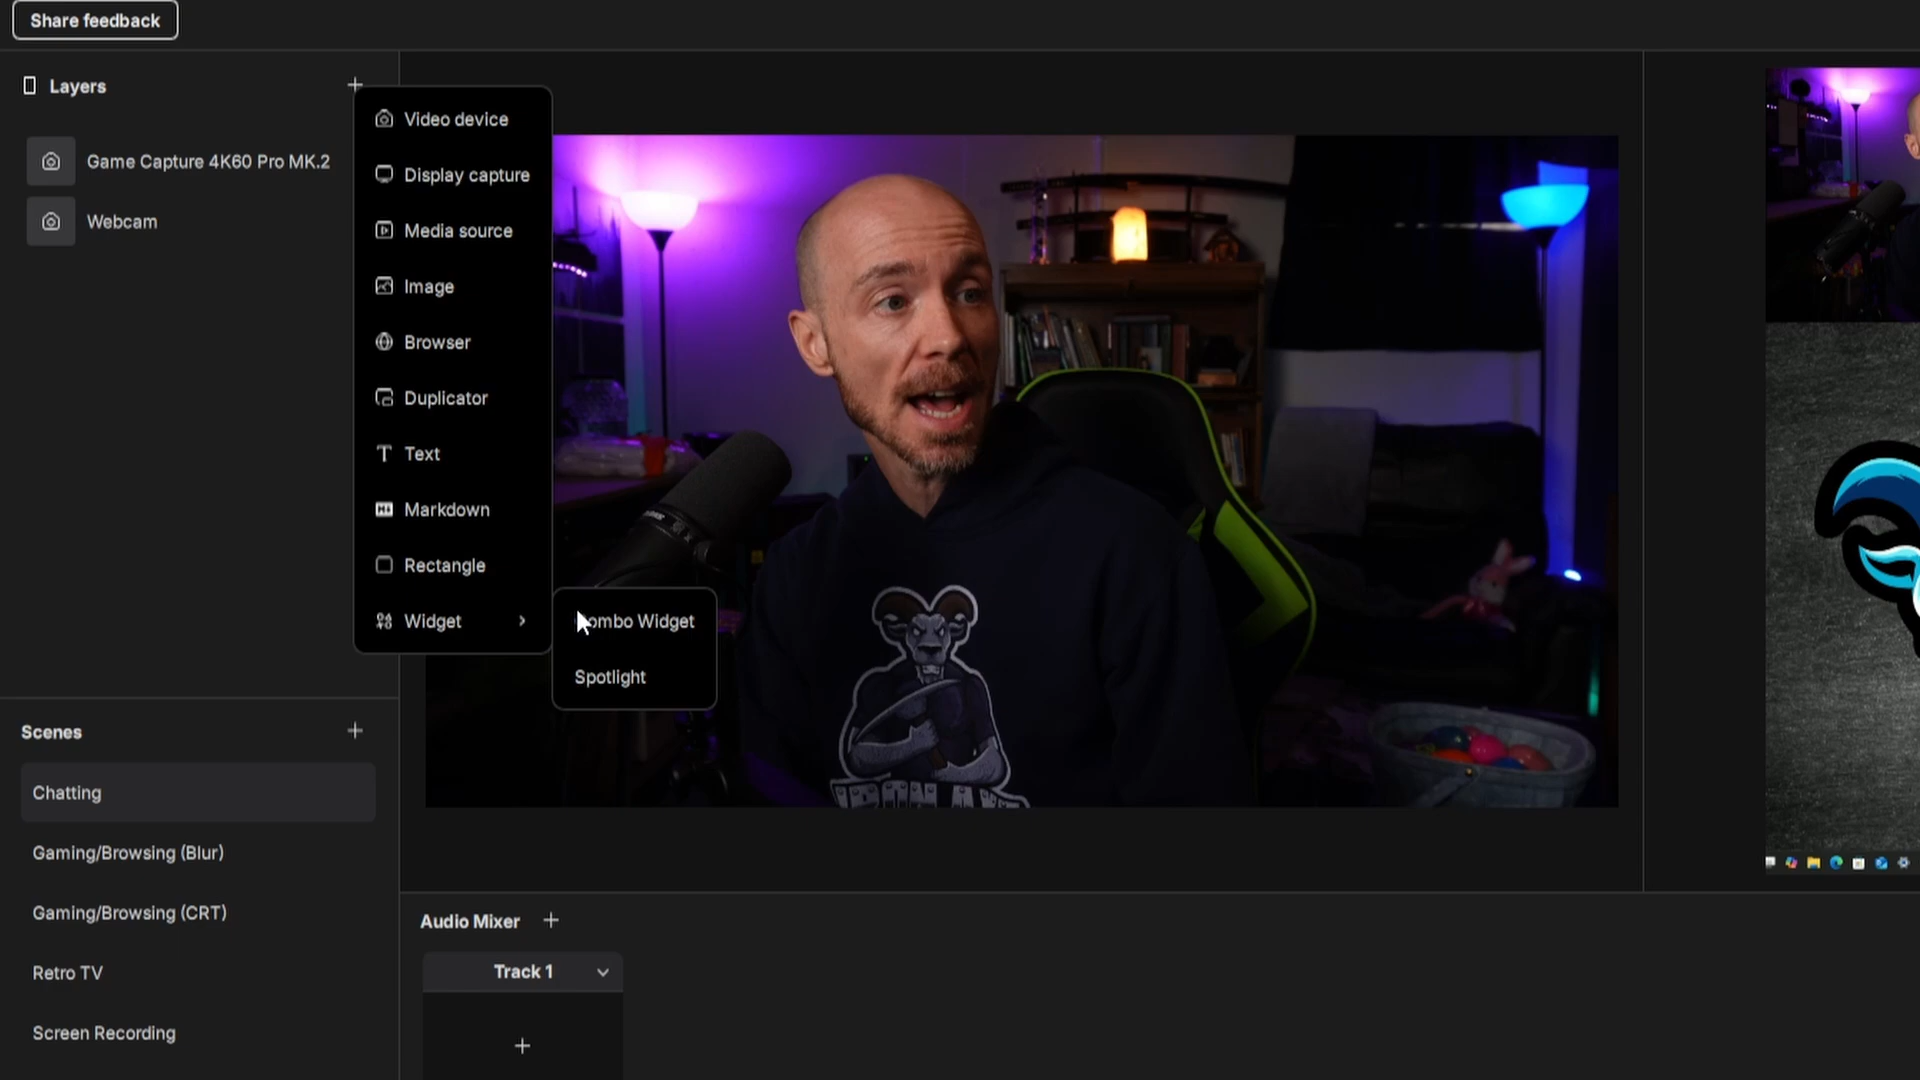 Share feedback
Layers
Game Capture 4K60 Pro MK.2
Webcam
Video device
Display capture
Media source
Image
Browser
Duplicator
Text
Markdown
Rectangle
Widget
ombo Widget
Spotlight
Scenes
Chatting
Gaming/Browsing (Blur)
Gaming/Browsing (CRT)
Retro TV
Screen Recording
Audio Mixer
Track 1